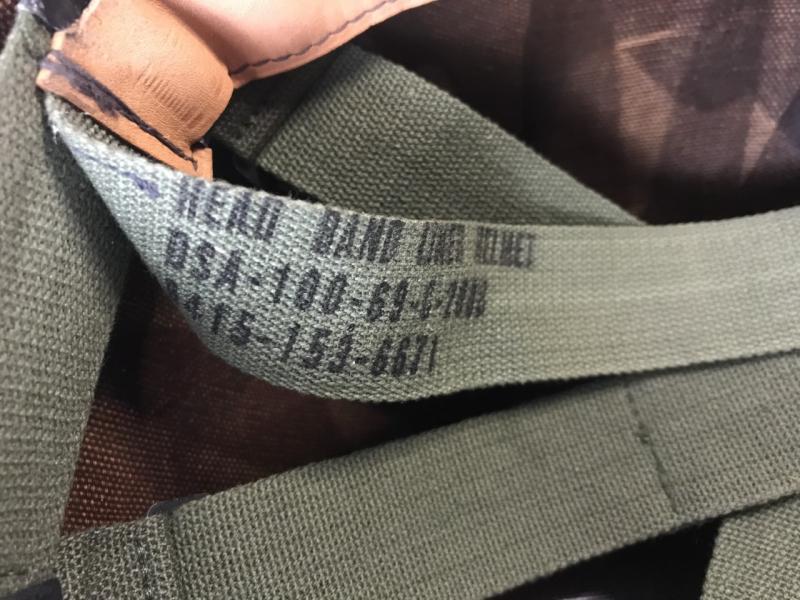 HEAD BAND LINER HELMET
DSA-100-69-C-
8415-153-6671